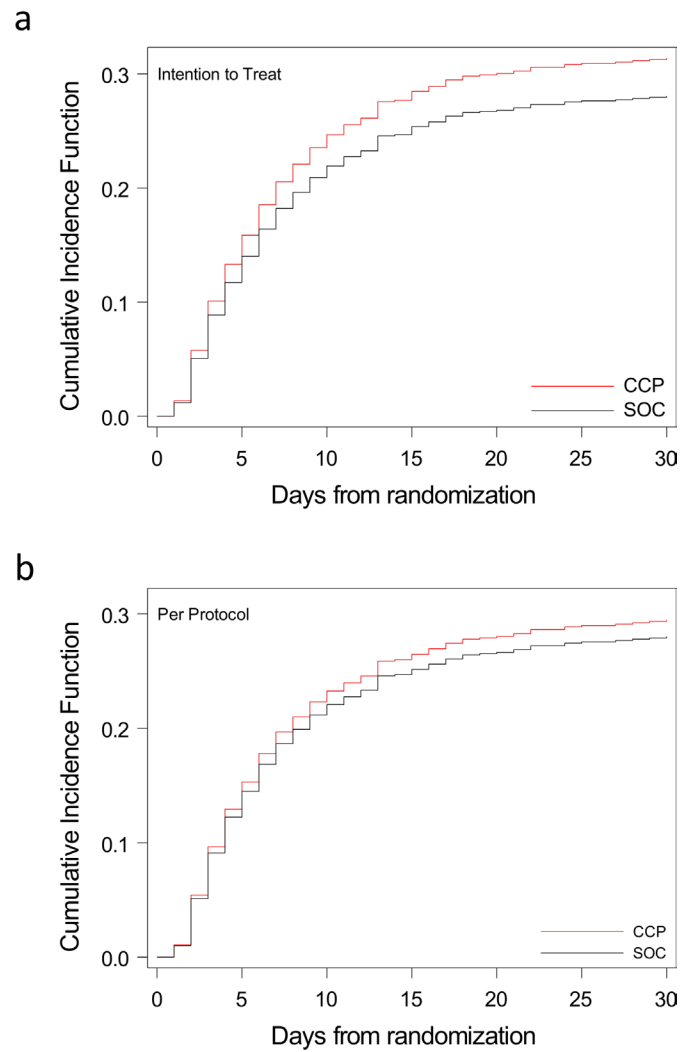 a
Intention to Treat
Cumulative Incidence Function
0.3
0.2
0.1
0.0
CCP
SOC
0 5 10 15 20 25 30
Days from randomization
b
Per Protocol
Cumulative Incidence Function
0.3
0.2
0.1
0.0
CCP
SOC
0 5 10 15 20 25 30
Days from randomization